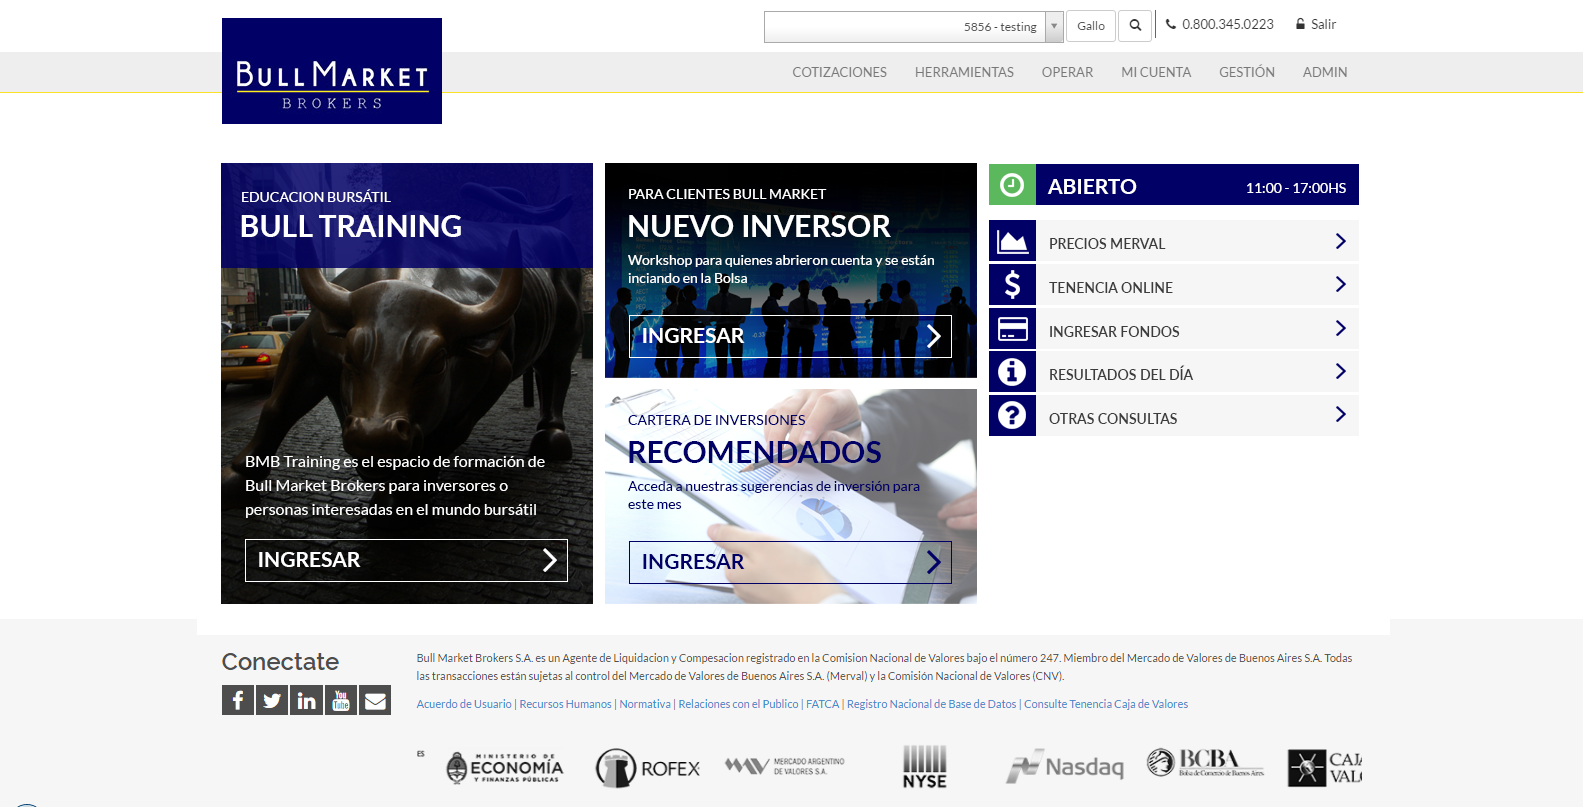 5856 - testing
Gallo
0.800.345.0223
Salir
BULL MARKET
BROKERS
COTIZACIONES
HERRAMIENTAS
OPERAR
MI CUENTA
GESTIÓN
ADMIN
EDUCACION BURSÁTIL
BULL TRAINING
BMB Training es el espacio de formación de
Bull Market Brokers para inversores o
personas interesadas en el mundo bursátil
INGRESAR
PARA CLIENTES BULL MARKET
NUEVO INVERSOR
Workshop para quienes abrieron cuenta y se están
inciando en la Bolsa
INGRESAR
CARTERA DE INVERSIONES
RECOMENDADOS
Acceda a nuestras sugerencias de inversión para
este mes
INGRESAR
ABIERTO
11:00 - 17:00HS
PRECIOS MERVAL
TENENCIA ONLINE
INGRESAR FONDOS
RESULTADOS DEL DÍA
OTRAS CONSULTAS
Conectate
You Tube
Bull Market Brokers S.A. es un Agente de Liquidacion y Compesacion registrado en la Comision Nacional de Valores bajo el número 247. Miembro del Mercado de Valores de Buenos Aires S.A. Todas
las transacciones están sujetas al control del Mercado de Valores de Buenos Aires S.A. (Merval) y la Comisión Nacional de Valores (CNV).
Acuerdo de Usuario | Recursos Humanos | Normativa | Relaciones con el Publico | FATCA | Registro Nacional de Base de Datos | Consulte Tenencia Caja de Valores
ES
MINISTERIO DE
ECONOMÍA
Y FINANZAS PÚBLICAS
ROFEX
MERCADO ARGENTINO
DE VALORES S.A.
NYSE
Nasdaq
BCBA
Bolsa de Comercio de Buenos Aires
CAJ
VALO